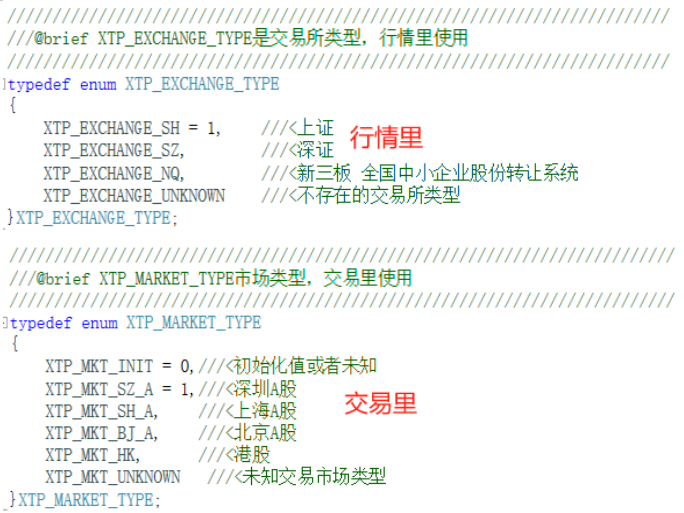 //////////////////////////////////////////////////////////////////////////
///@brief XTP_EXCHANGE_TYPE是交易所类型，行情里使用
//////////////////////////////////////////////////////////////////////////
typedef enum XTP_EXCHANGE_TYPE
{
XTP_EXCHANGE_SH = 1, ///<上证
行情里
XTP_EXCHANGE_SZ, ///<深证
XTP_EXCHANGE_NQ, ///<新三板 全国中小企业股份转让系统
XTP_EXCHANGE_UNKNOWN ///<不存在的交易所类型
}XTP_EXCHANGE_TYPE;
//////////////////////////////////////////////////////////////////////////
///@brief XTP_MARKET_TYPE市场类型，交易里使用
//////////////////////////////////////////////////////////////////////////
typedef enum XTP_MARKET_TYPE
{
XTP_MKT_INIT = 0,///<初始化值或者未知
XTP_MKT_SZ_A = 1,///<深圳A股
交易里
XTP_MKT_SH_A, ///<上海A股
XTP_MKT_BJ_A, ///<北京A股
XTP_MKT_HK, ///<港股
XTP_MKT_UNKNOWN ///<未知交易市场类型
}XTP_MARKET_TYPE;